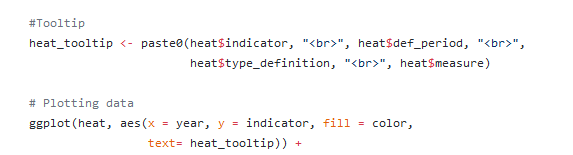 #Tooltip
heat_tooltip <- paste0(heat$indicator, "<br>", heat$def_period, "<br>",
heat$type_definition, "<br>", heat$measure)
# Plotting data
ggplot(heat, aes(x = year, y = indicator, fill = color,
text= heat_tooltip)) +